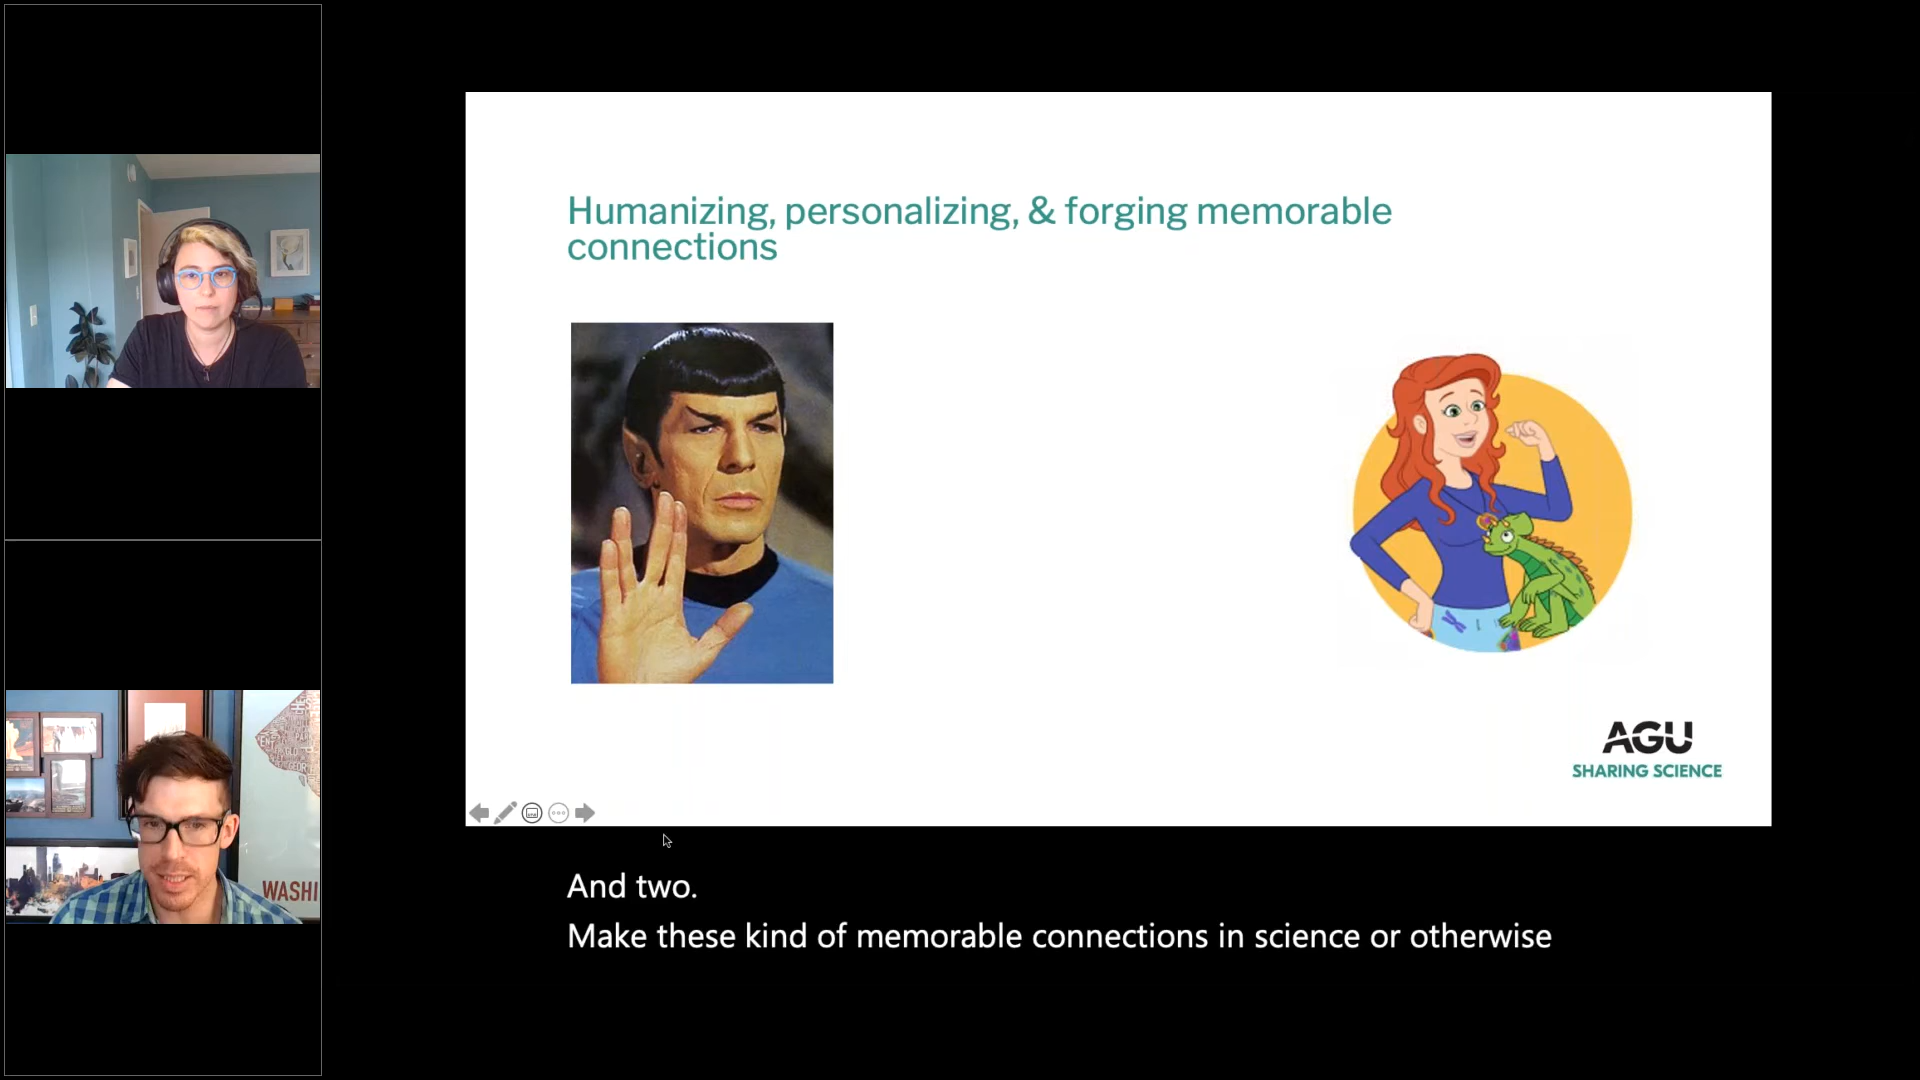 Humanizing, personalizing, & forging memorable
connections
AGU
SHARING SCIENCE
And two.
Make these kind of memorable connections in science or otherwise
WASHI